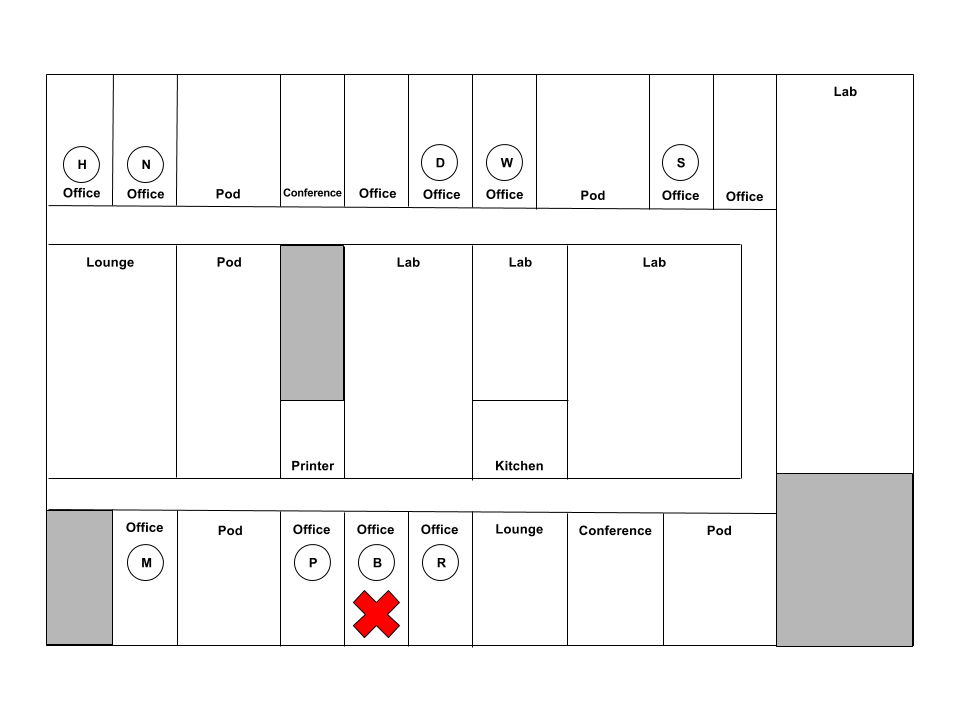 Lab
H
N
D
W
S
Office
Office
Pod
Conference
Office
Office
Office
Pod
Office
Office
Lounge
Pod
Lab
Lab
Lab
Printer
Kitchen
Office
Pod
Office
Office
Office
Lounge
Conference
Pod
M
P
B
R